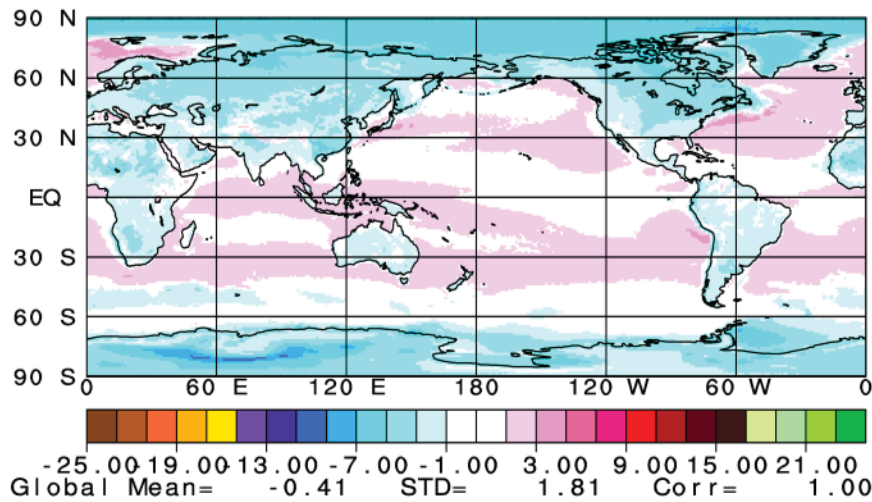 90 N
60 N
30 N
EQ
30 S
60 S
90 S
0 60 E 120 E 180 120 W 60 W 0
-25.00 -19.00 -13.00 -7.00 -1.00 3.00 9.00 15.00 21.00
Global Mean= -0.41 STD= 1.81 Corr= 1.00